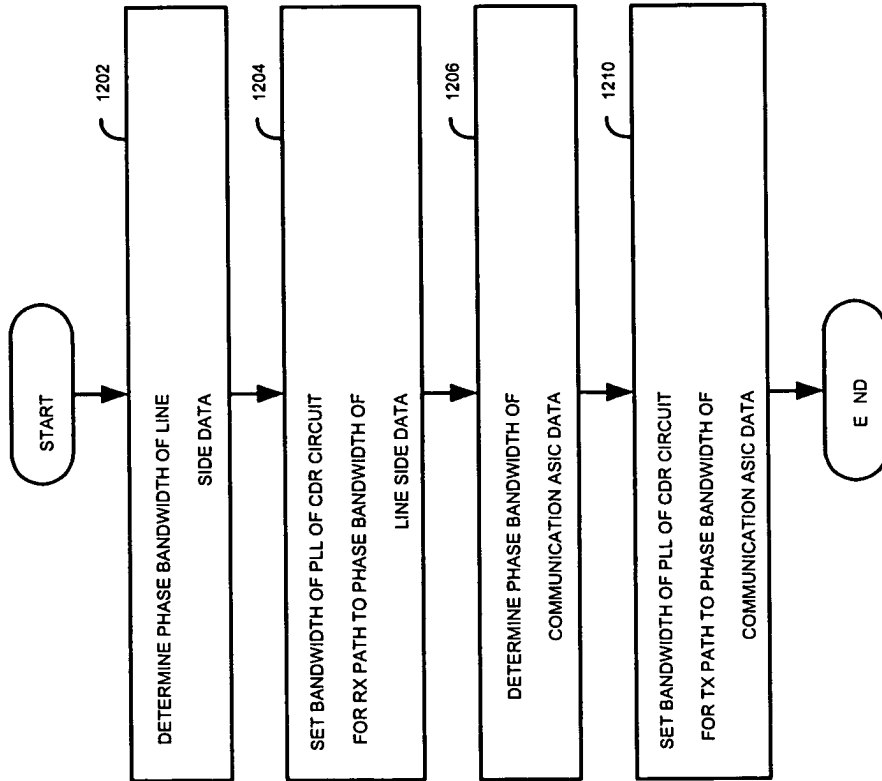 START
1202
DETERMINE PHASE BANDWIDTH OF LINE
SIDE DATA
1204
SET BANDWIDTH OF PLL OF CDR CIRCUIT
FOR RX PATH TO PHASE BANDWIDTH OF
LINE SIDE DATA
1206
DETERMINE PHASE BANDWIDTH OF
COMMUNICATION ASIC DATA
1210
SET BANDWIDTH OF PLL OF CDR CIRCUIT
FOR TX PATH TO PHASE BANDWIDTH OF
COMMUNICATION ASIC DATA
E ND